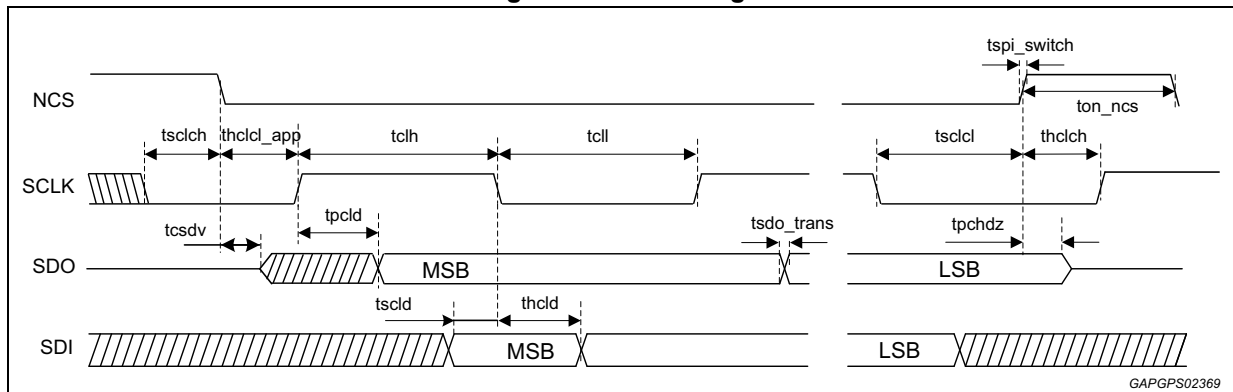 tspi_switch
NCS
ton_ncs
tsclch
thclcl_app
tclh
tcll
tsclcl
thclch
SCLK
tcsdv
tpcld
tsdo_trans
tpchdz
SDO
MSB
LSB
tscld
thcld
SDI
MSB
LSB
GAPGPS02369